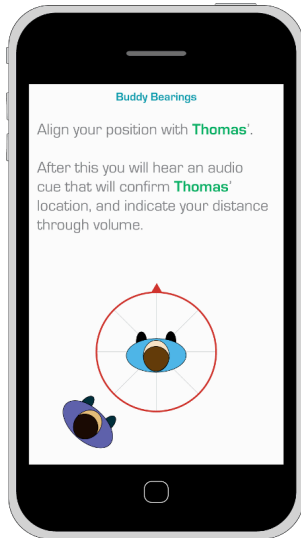 Buddy Bearings
Align your position with Thomas'.
After this you will hear an audio
cue that will confirm Thomas'
location, and indicate your distance
through volume.